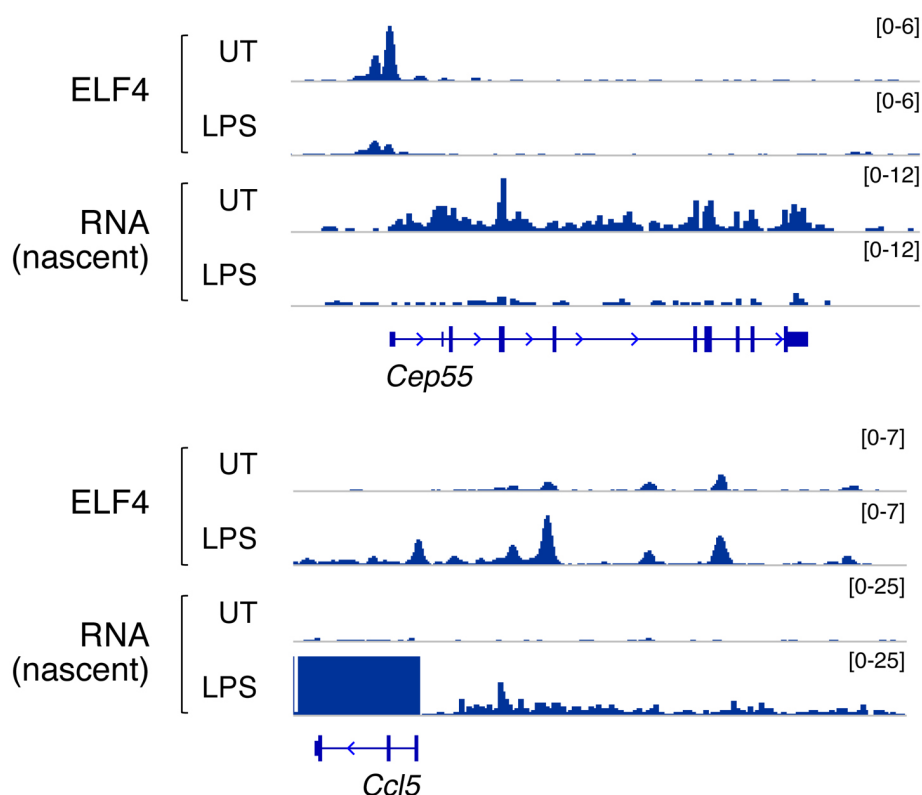 [0-6]
UT
ELF4
[0-6]
LPS
[0-12]
UT
RNA
(nascent)
[0-12]
LPS
Cep55
[0-7]
UT
ELF4
[0-7]
LPS
[0-25]
UT
RNA
(nascent)
[0-25]
LPS
Ccl5